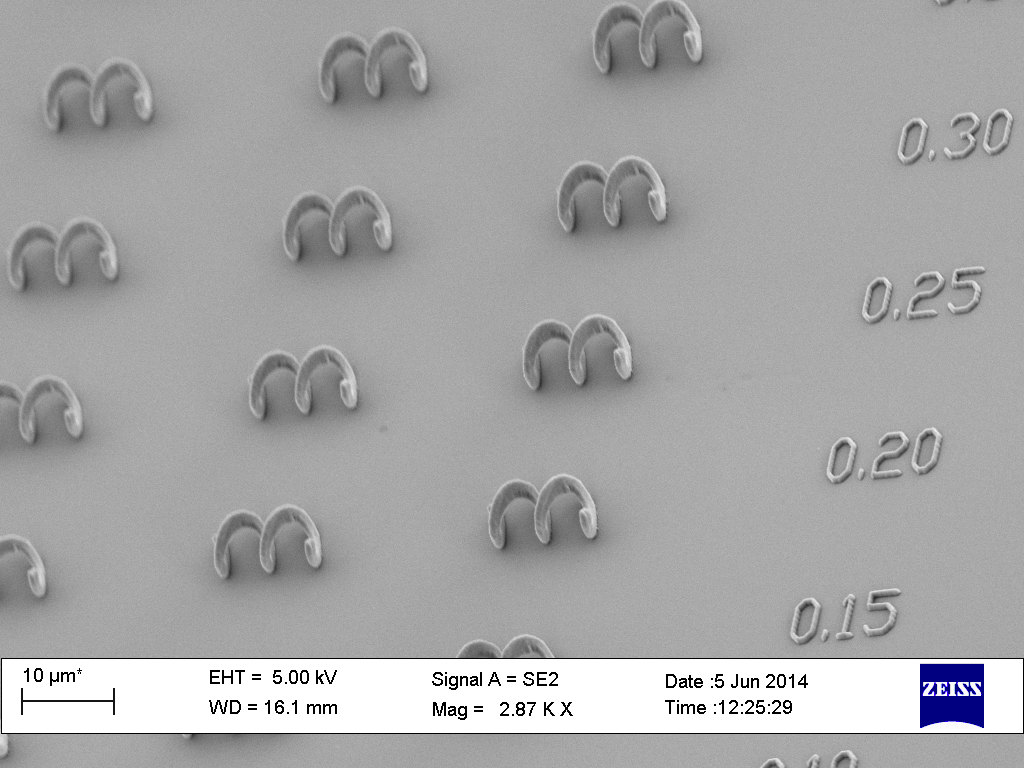 0.30
0.25
0.20
0.15
10 µm*
EHT = 5.00 kV
Signal A = SE2
Date :5 Jun 2014
WD = 16.1 mm
Mag = 2.87 K X
Time :12:25:29
ZEISS